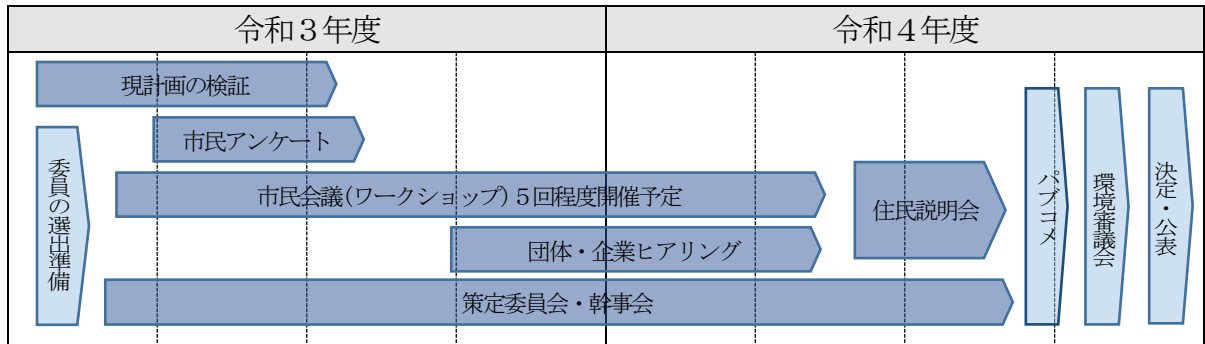 令和３年度
令和４年度
現計画の検証
市民アンケート
市民会議(ワークショップ)５回程度開催予定
団体・企業ヒアリング
策定委員会・幹事会
委員の選出準備
住民説明会
パブコメ
環境審議会
決定・公表